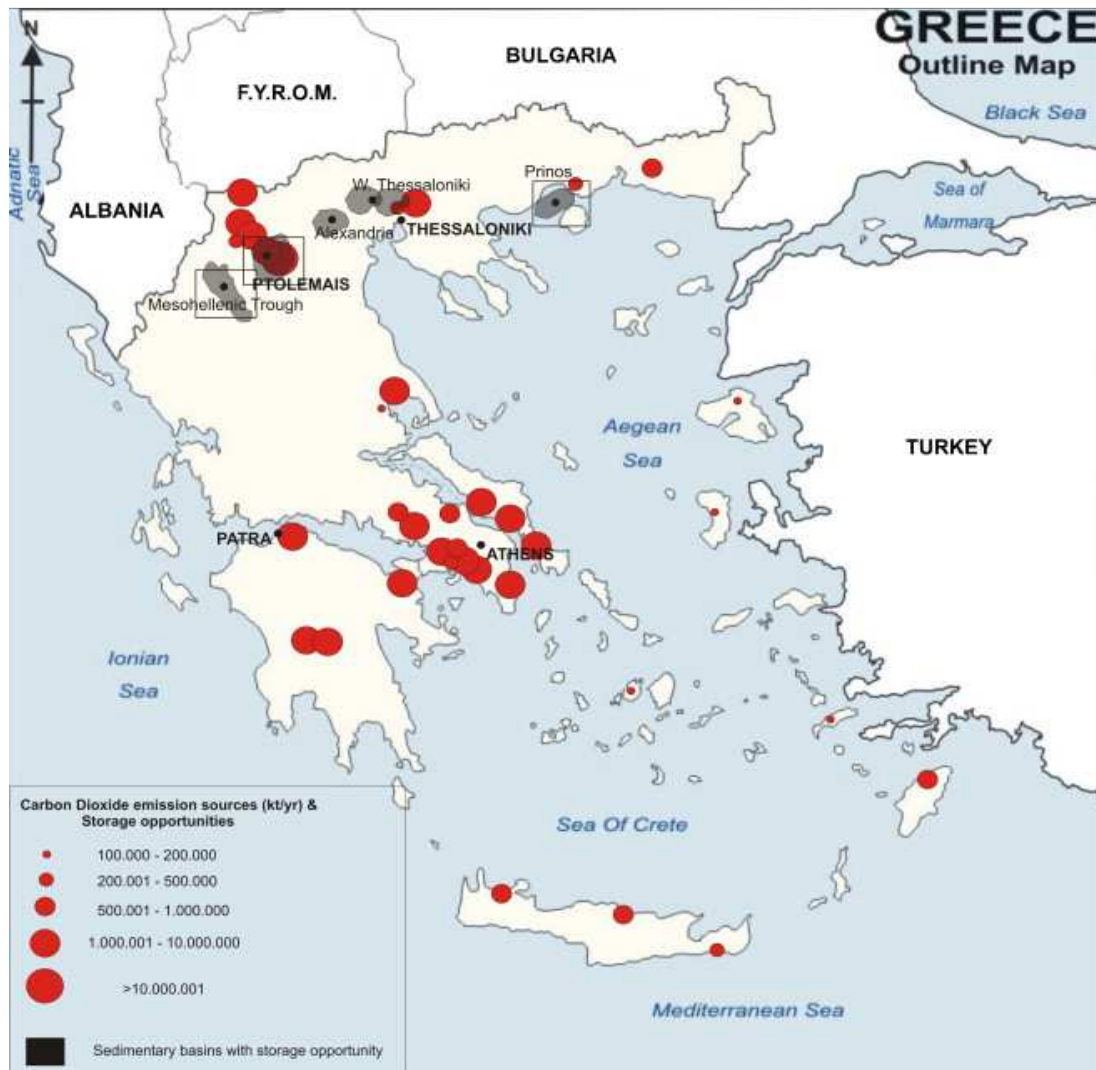 N
GREECE
Outline Map
BULGARIA
F.Y.R.O.M.
Black Sea
Adriatic
Sea
ALBANIA
Prinos
W. Thessaloniki
Sea of
Marmara
Alexandria
THESSALONIKI
PTOLEMAIS
Mesohellenic Trough
Aegean
Sea
TURKEY
PATRA
ATHENS
Ionian
Sea
Carbon Dioxide emission sources (kt/yr) &
Storage opportunities
100.000 - 200.000
200.001 - 500.000
500.001 - 1.000.000
1.000.001 - 10.000.000
>10.000.001
Sedimentary basins with storage opportunity
Sea Of Crete
Mediterranean Sea